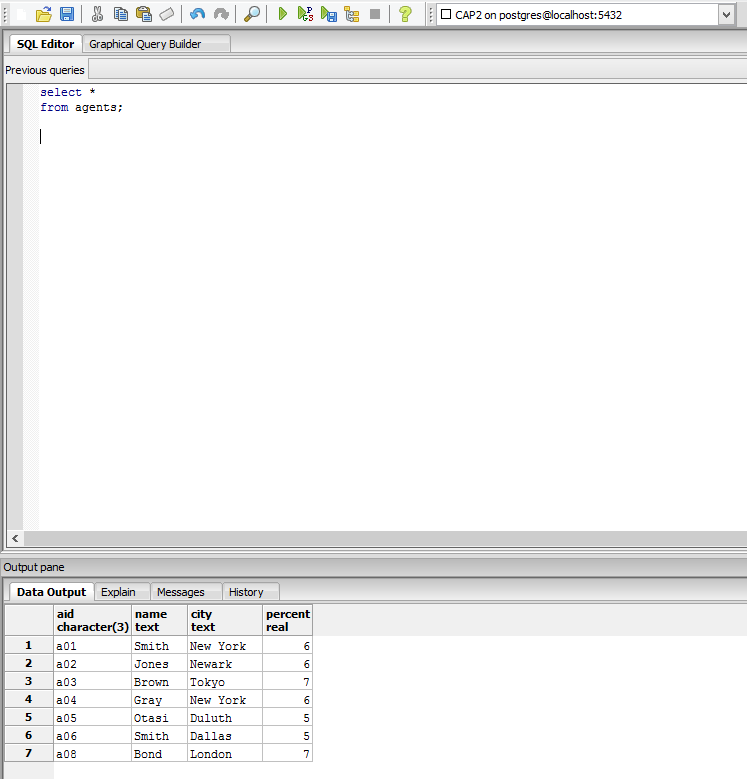 CAP2 on postgres@localhost:5432
SQL Editor Graphical Query Builder
Previous queries
select *
from agents;
Output pane
Data Output Explain Messages History
aid name city percent
character(3) text text real
1 a01 Smith New York 6
2 a02 Jones Newark 6
3 a03 Brown Tokyo 7
4 a04 Gray New York 6
5 a05 Otasi Duluth 5
6 a06 Smith Dallas 5
7 a08 Bond London 7